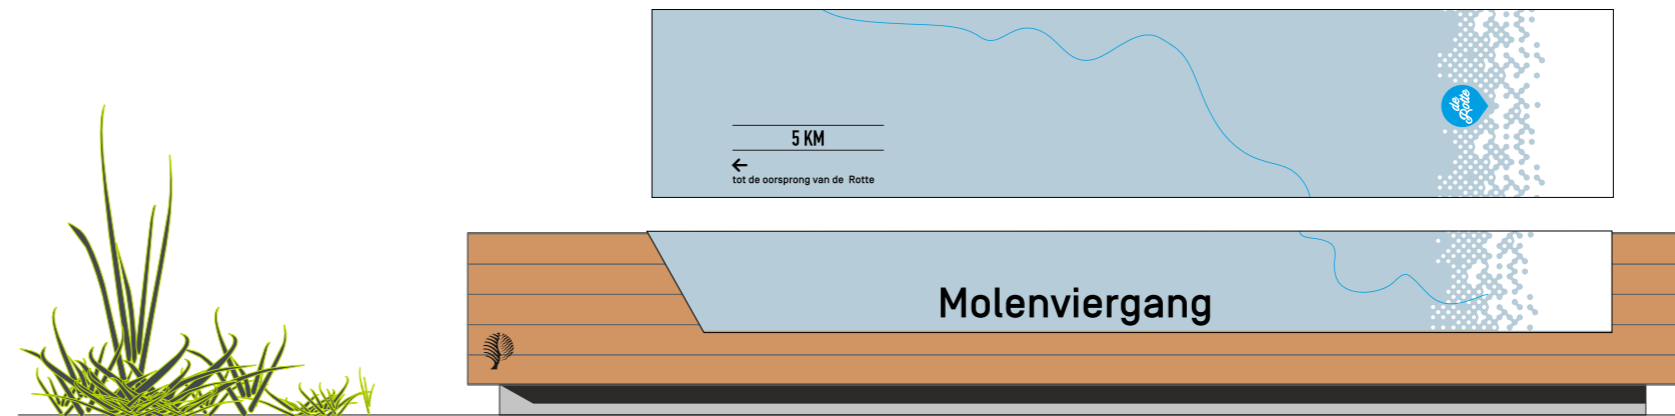 5 KM
←
tot de oorsprong van de Rotte
de
Rotte
Molenviergang